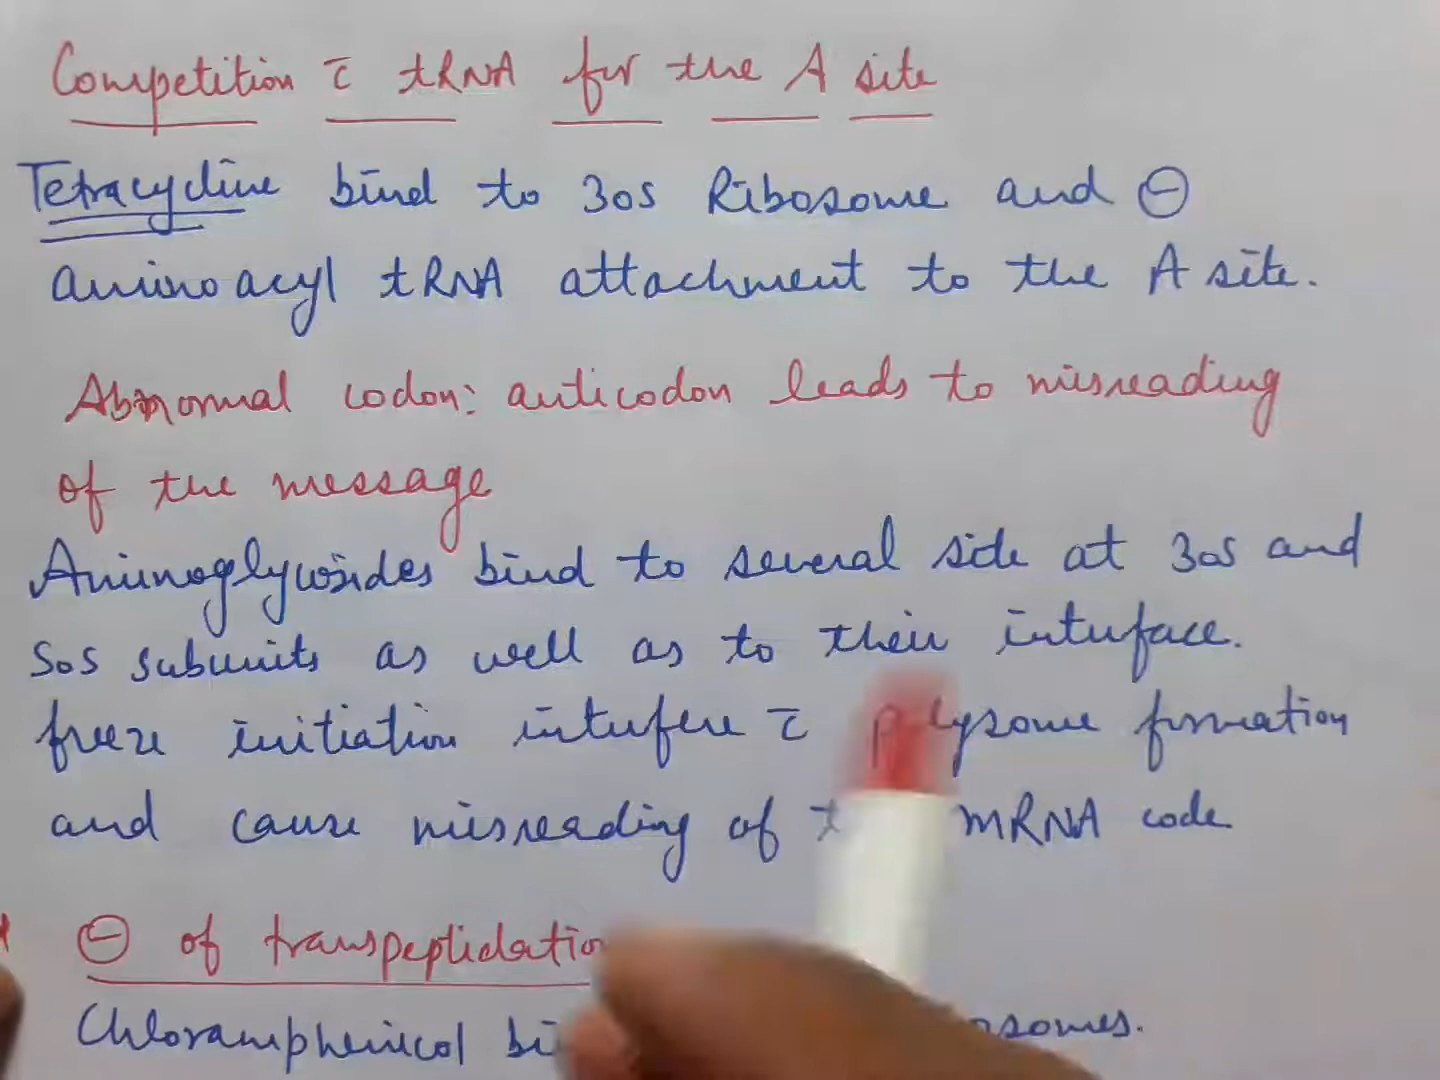 Competition c̄ tRNA for the A site
Tetracycline bind to 30S Ribosome and ⊖
aminoacyl tRNA attachment to the A site.
Abnormal codon: anticodon leads to misreading
of the message
Aminoglycosides bind to several side at 30S and
50S subunits as well as to their interface.
freeze initiation interfere c̄ polysome formation
and cause misreading of mRNA code
⊖ of transpeptidation
Chloramphenicol